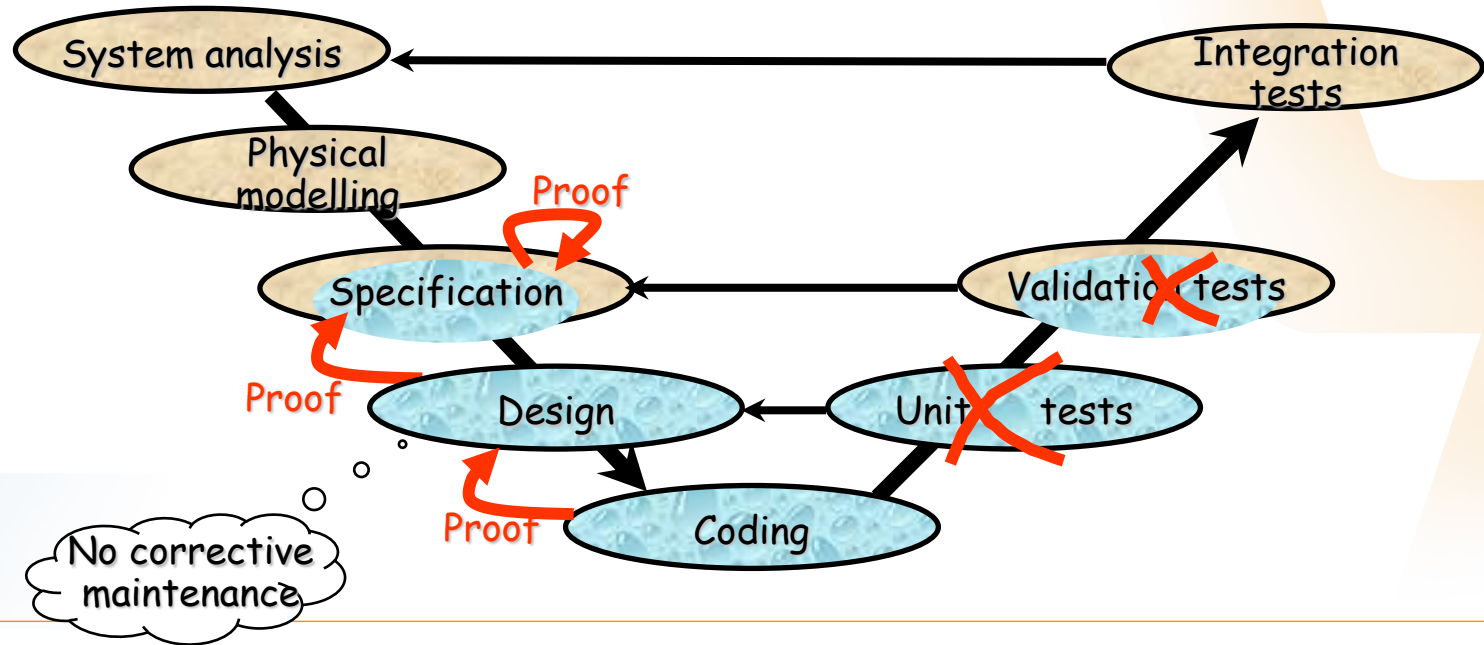 System analysis
Integration
tests
Physical
modelling
Proof
Specification
Validation tests
Proof
Design
Unit tests
Proof
Coding
No corrective
maintenance